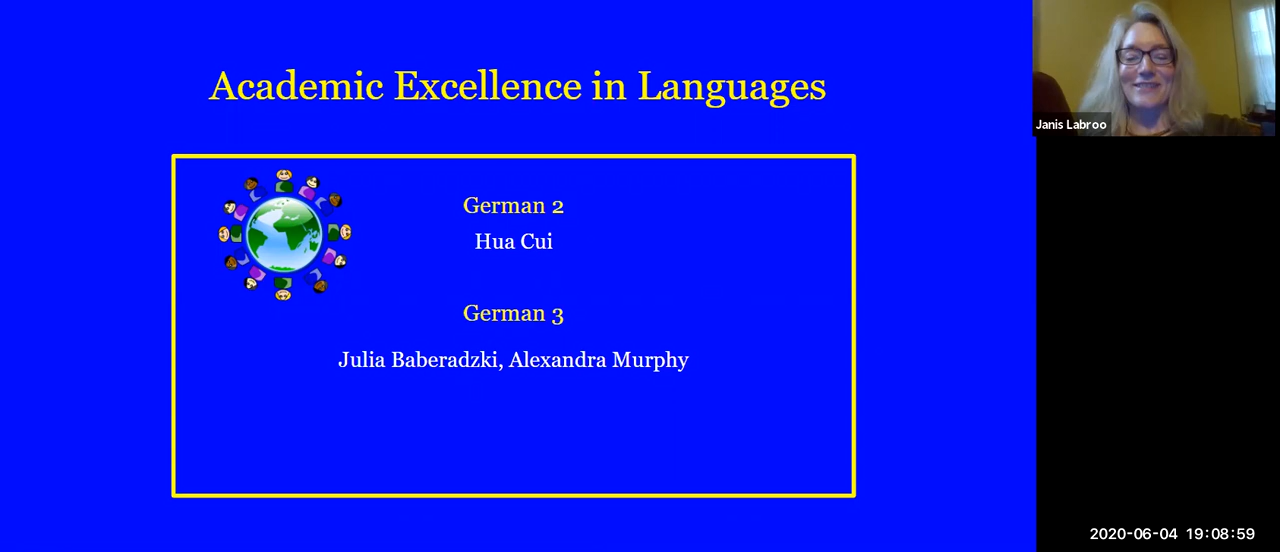 Academic Excellence in Languages
German 2
Hua Cui
German 3
Julia Baberadzki, Alexandra Murphy
Janis Labroo
2020-06-04 19:08:59